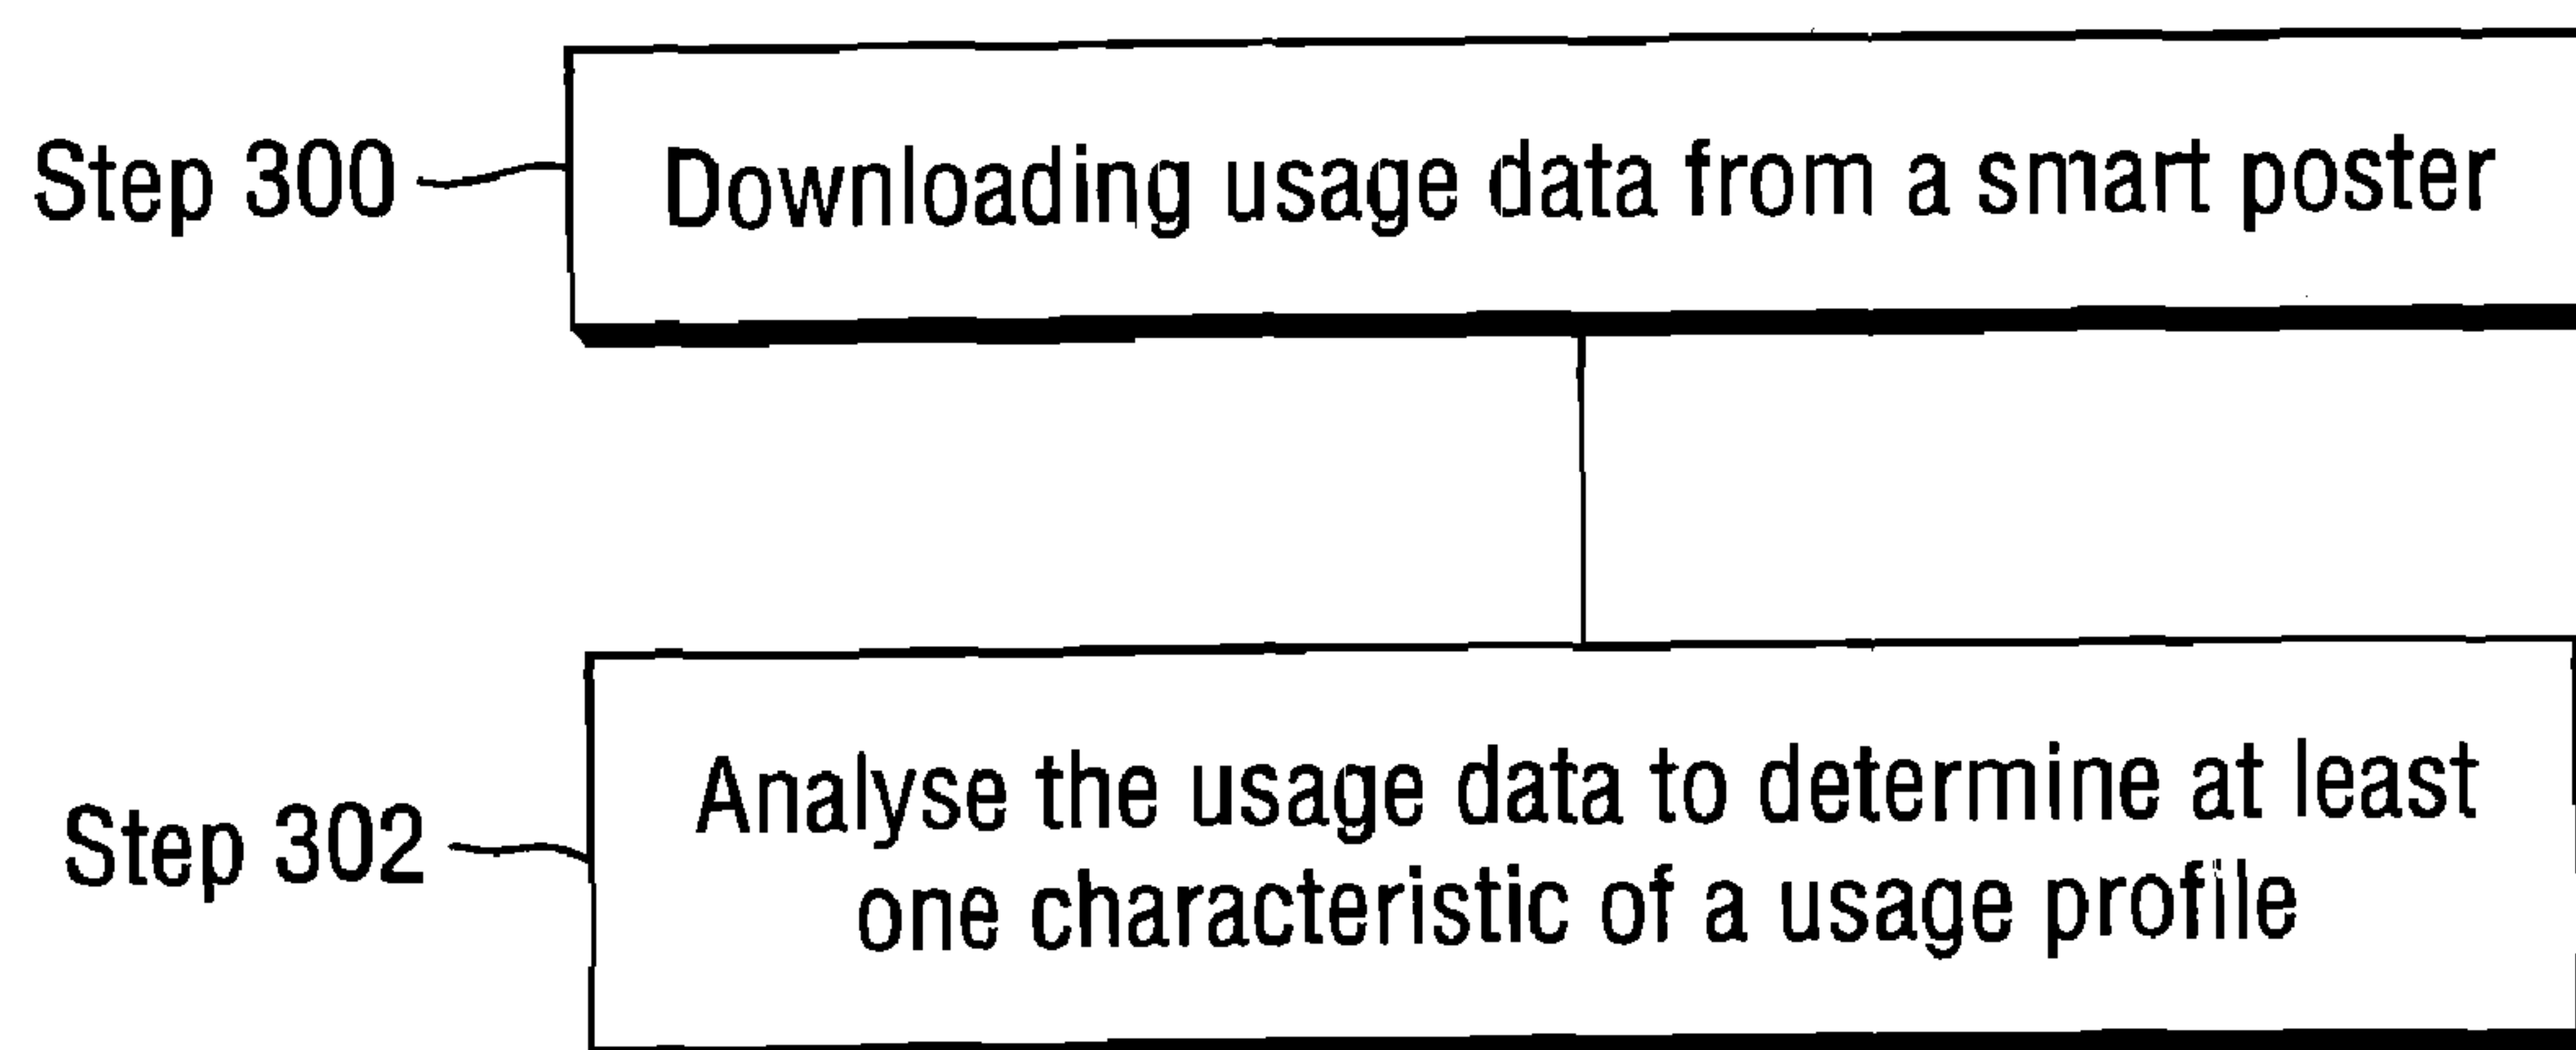 Step 300
Downloading usage data from a smart poster
Step 302
Analyse the usage data to determine at least
one characteristic of a usage profile